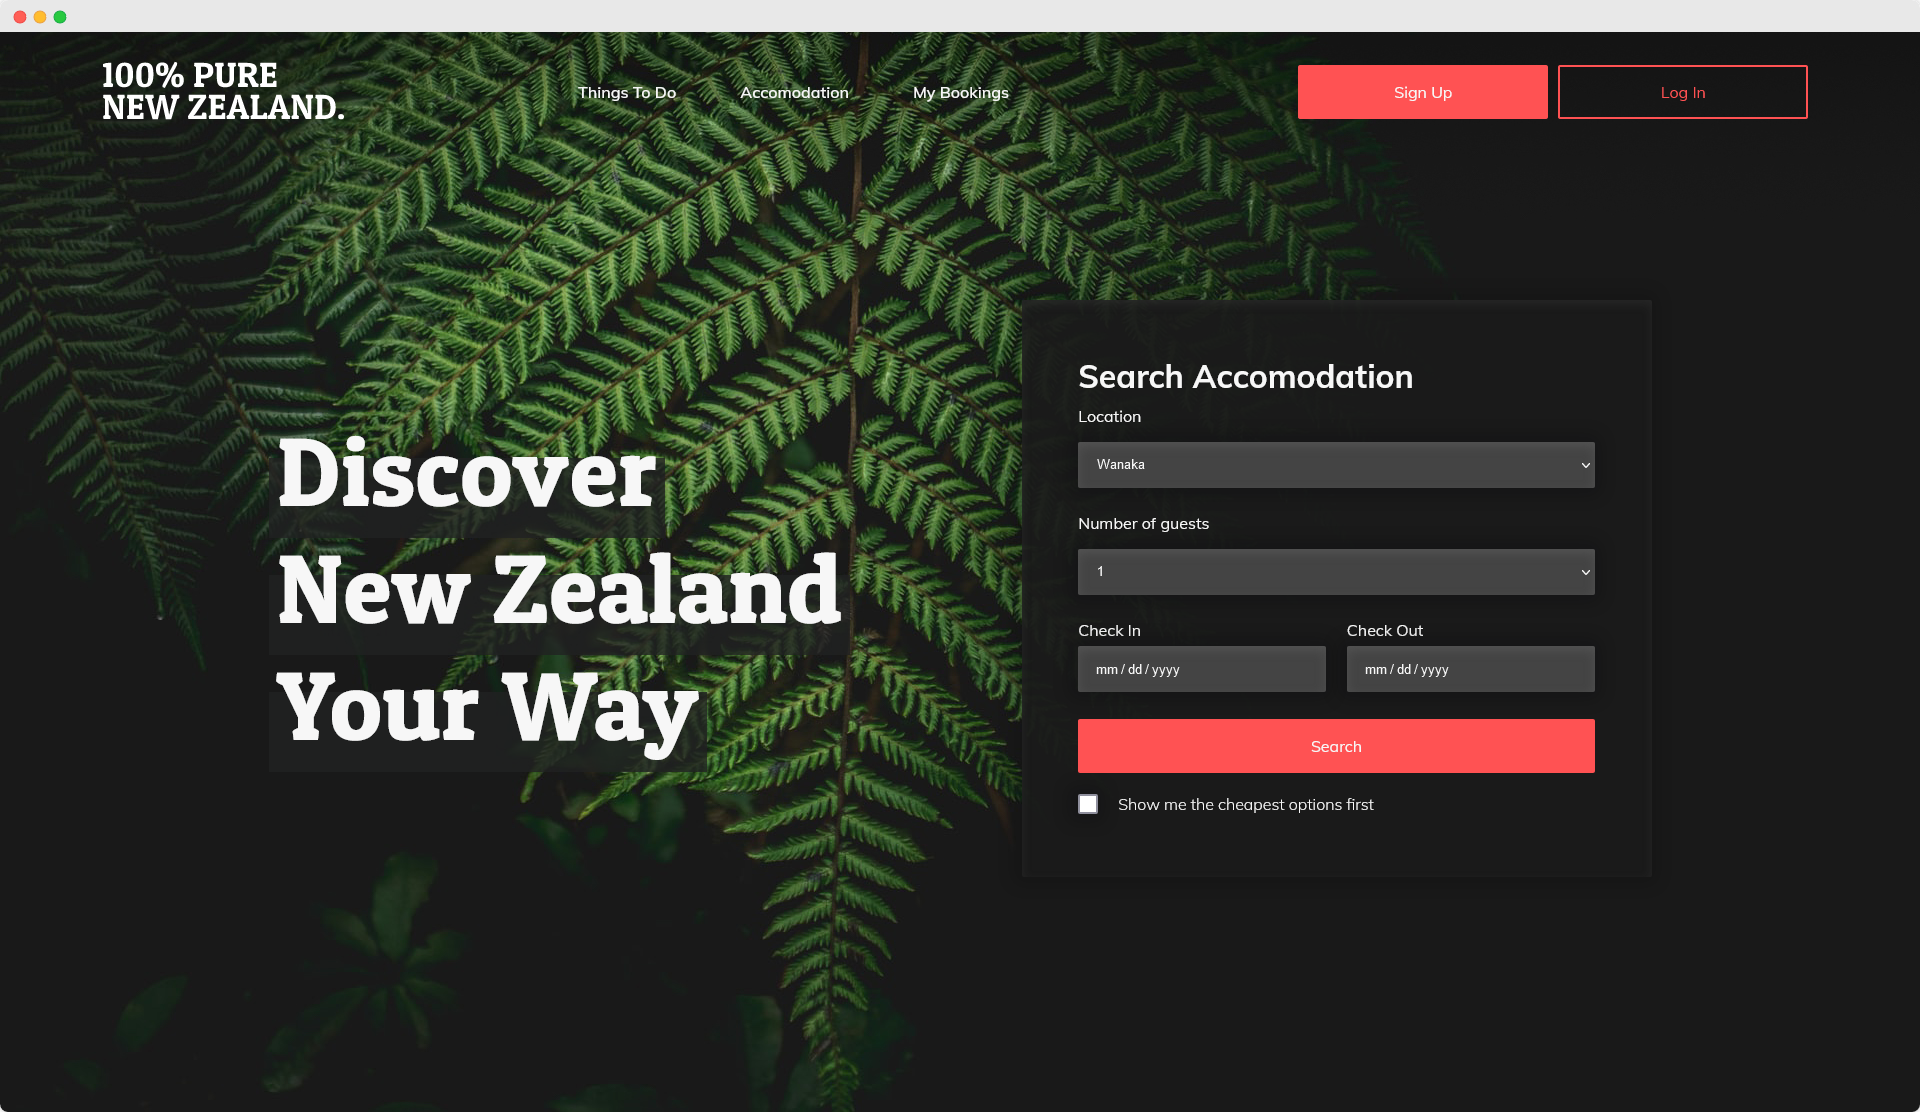 100% PURE
NEW ZEALAND.
Things To Do
Accomodation
My Bookings
Sign Up
Log In
Discover
New Zealand
Your Way
Search Accomodation
Location
Wanaka
Number of guests
1
Check In
Check Out
mm / dd / yyyy
mm / dd / yyyy
Search
Show me the cheapest options first